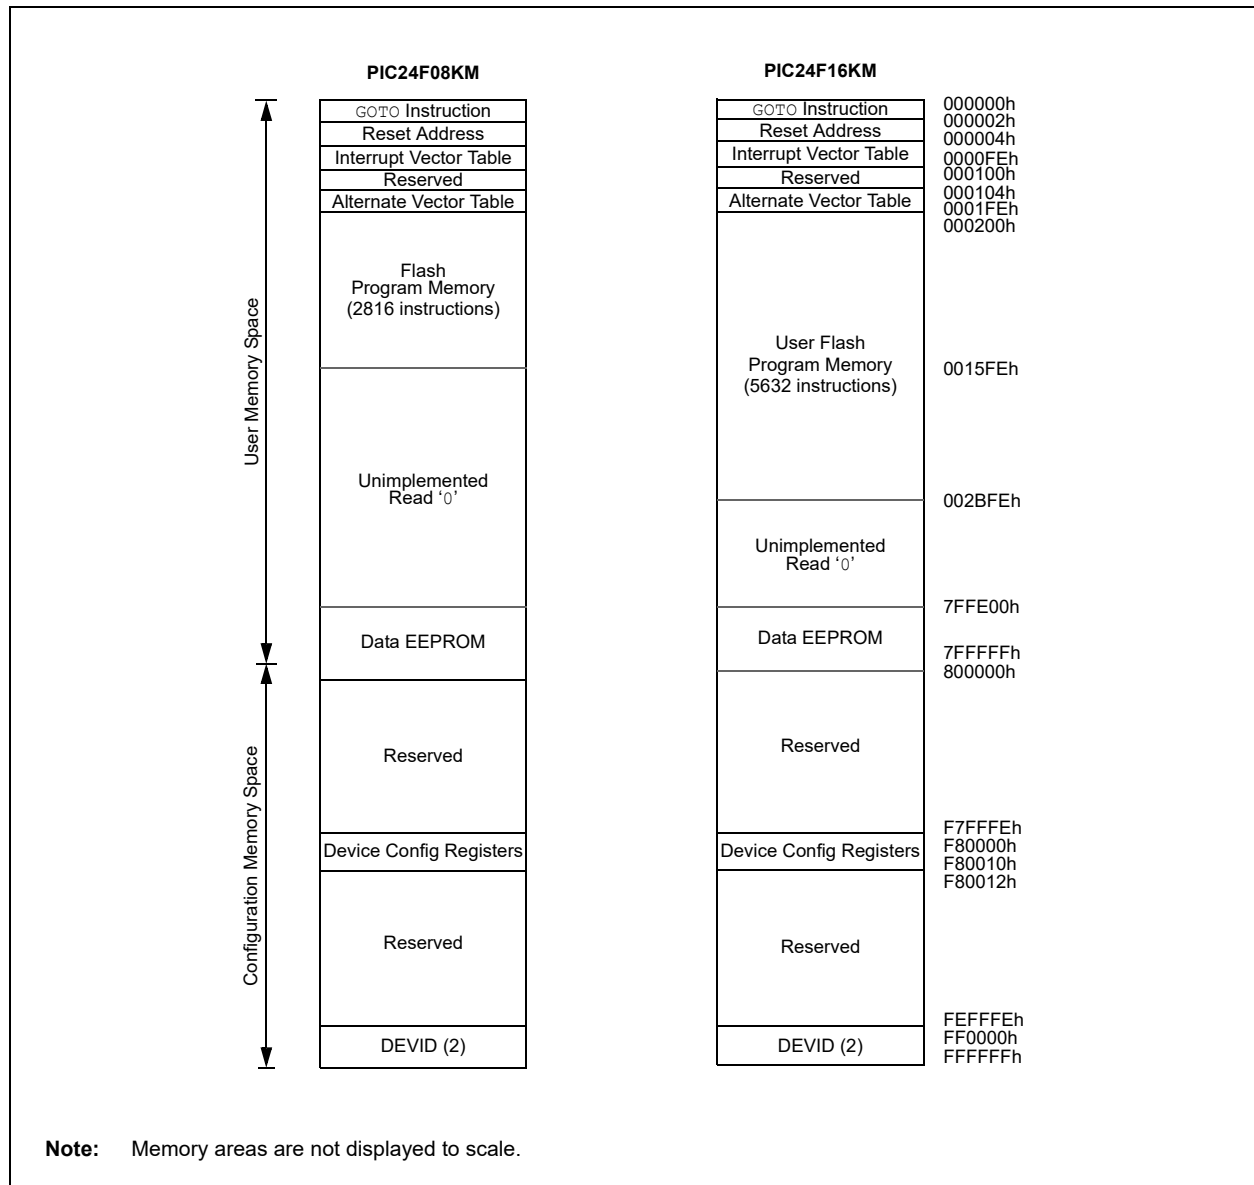 PIC24F08KM
GOTO Instruction
Reset Address
Interrupt Vector Table
Reserved
Alternate Vector Table
Flash
Program Memory
(2816 instructions)
Unimplemented
Read ‘0’
Data EEPROM
Reserved
Device Config Registers
Reserved
DEVID (2)
User Memory Space
Configuration Memory Space
PIC24F16KM
GOTO Instruction
Reset Address
Interrupt Vector Table
Reserved
Alternate Vector Table
User Flash
Program Memory
(5632 instructions)
Unimplemented
Read ‘0’
Data EEPROM
Reserved
Device Config Registers
Reserved
DEVID (2)
000000h
000002h
000004h
0000FEh
000100h
000104h
0001FEh
000200h
0015FEh
002BFEh
7FFE00h
7FFFFFh
800000h
F7FFFEh
F80000h
F80010h
F80012h
FEFFFEh
FF0000h
FFFFFFh
Note: Memory areas are not displayed to scale.